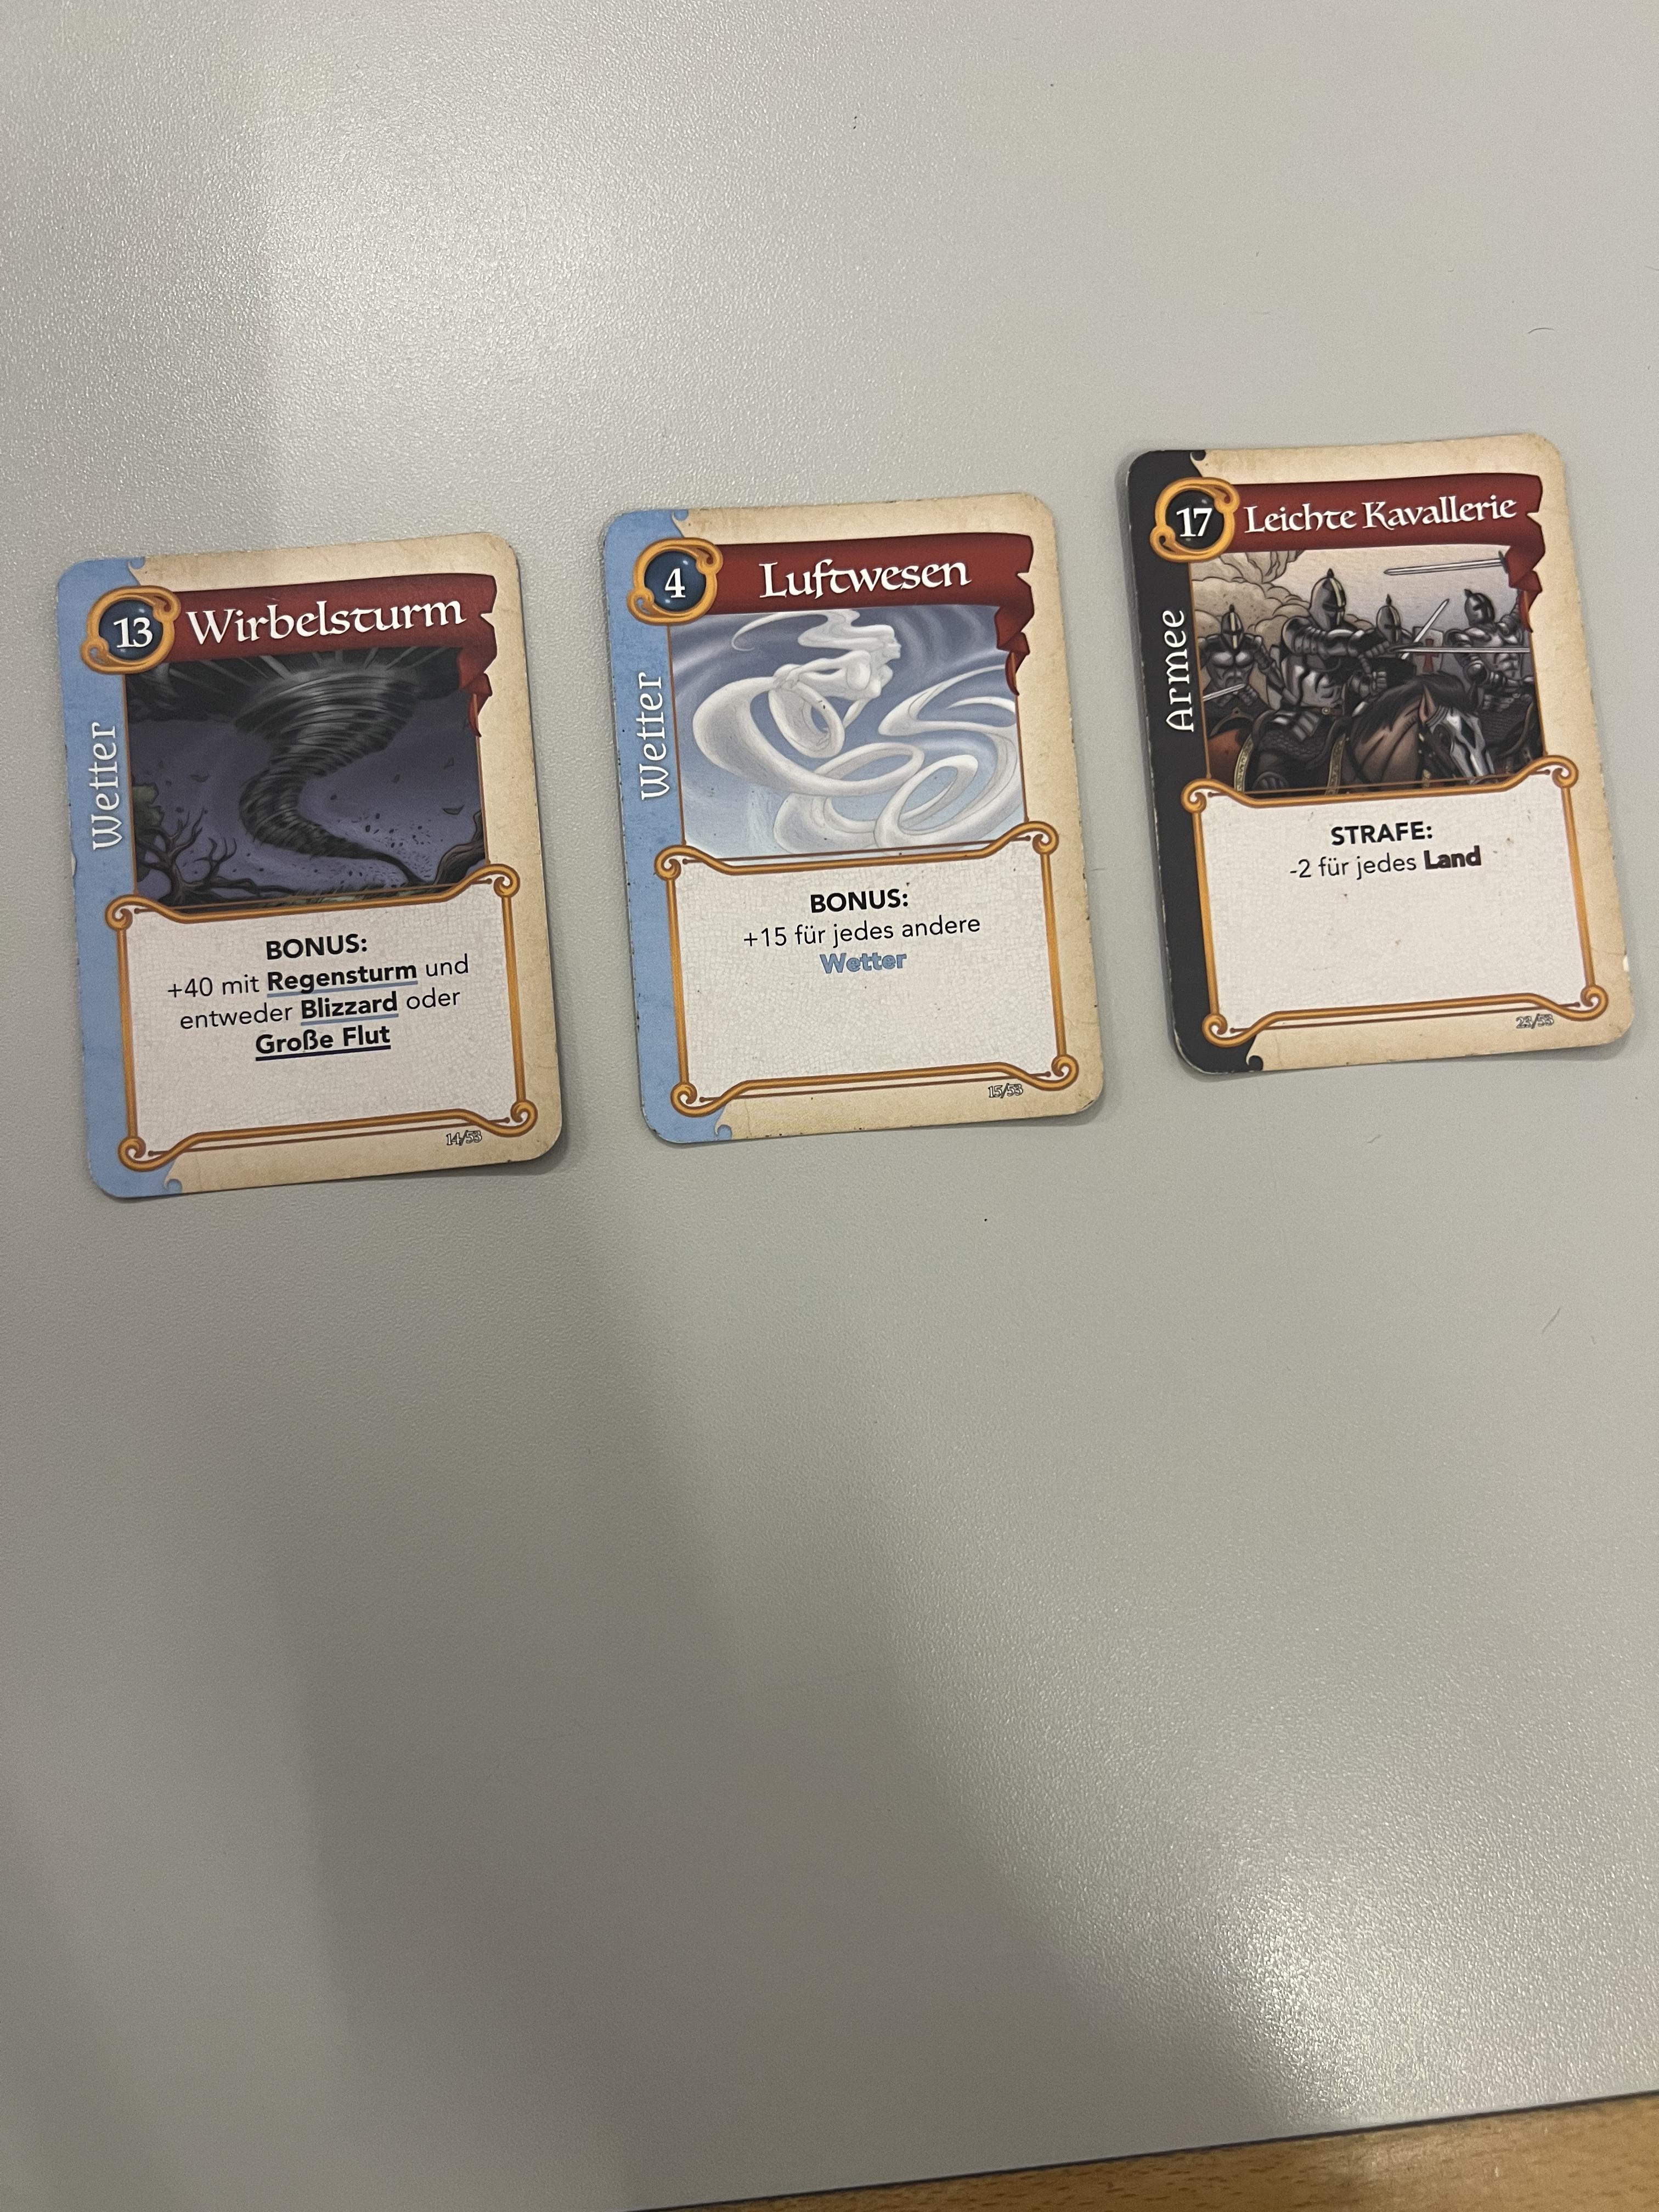 Wetter
13
Wirbelsturm
BONUS:
+40 mit Regensturm und
entweder Blizzard oder
Große Flut
14/53
Wetter
4
Luftwesen
BONUS:
+15 für jedes andere
Wetter
15/53
Armee
17
Leichte Kavallerie
STRAFE:
-2 für jedes Land
23/53